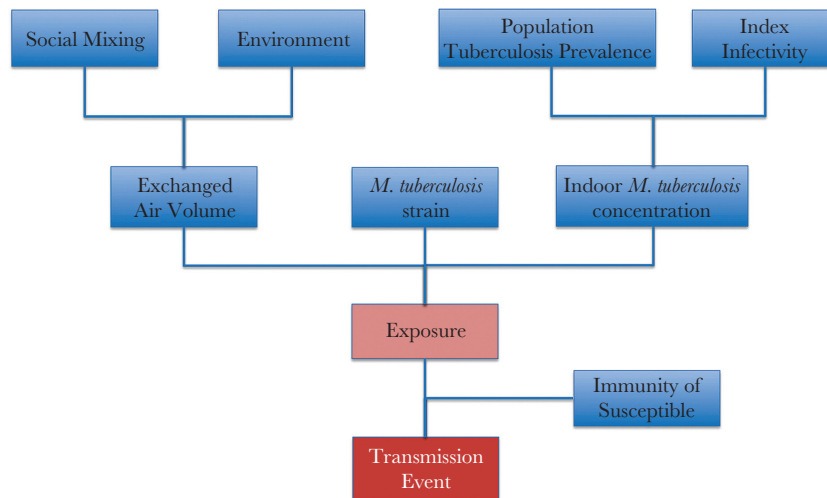 Social Mixing
Environment
Population
Tuberculosis Prevalence
Index
Infectivity
Exchanged
Air Volume
M. tuberculosis
strain
Indoor M. tuberculosis
concentration
Exposure
Immunity of
Susceptible
Transmission
Event